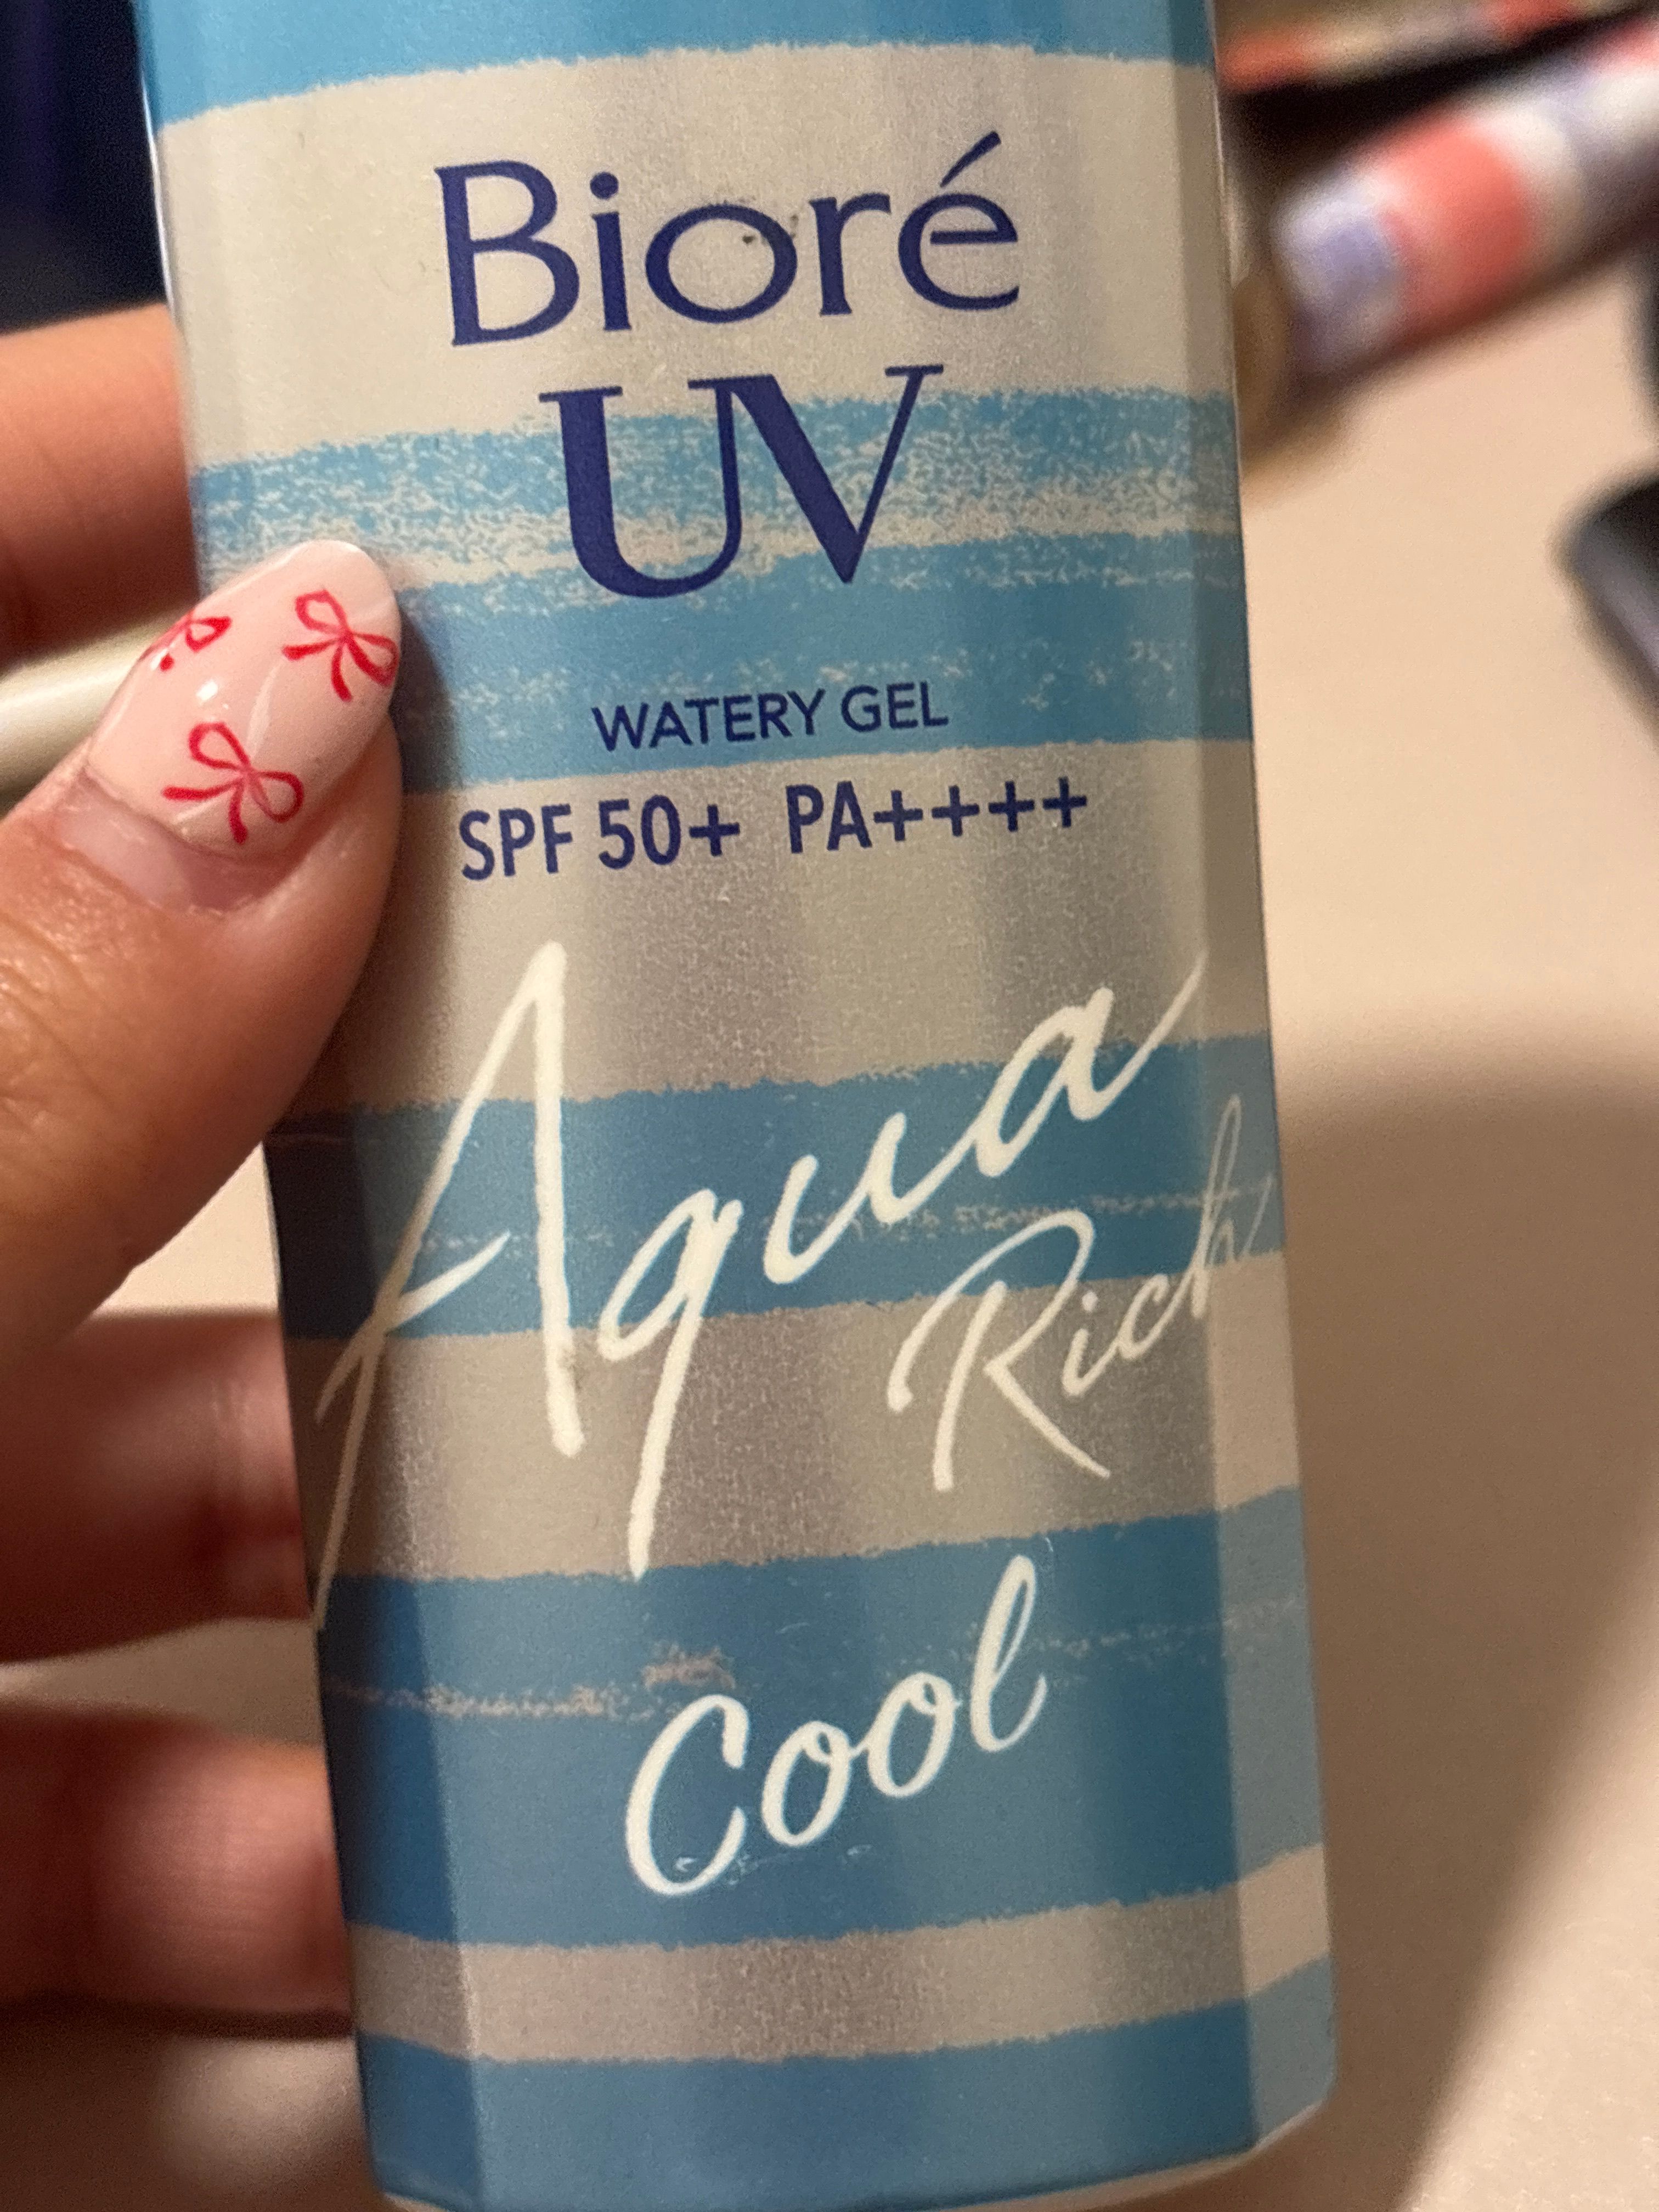 Bioré
UV
WATERY GEL
SPF 50+ PA++++
Aqua
Rich
Cool